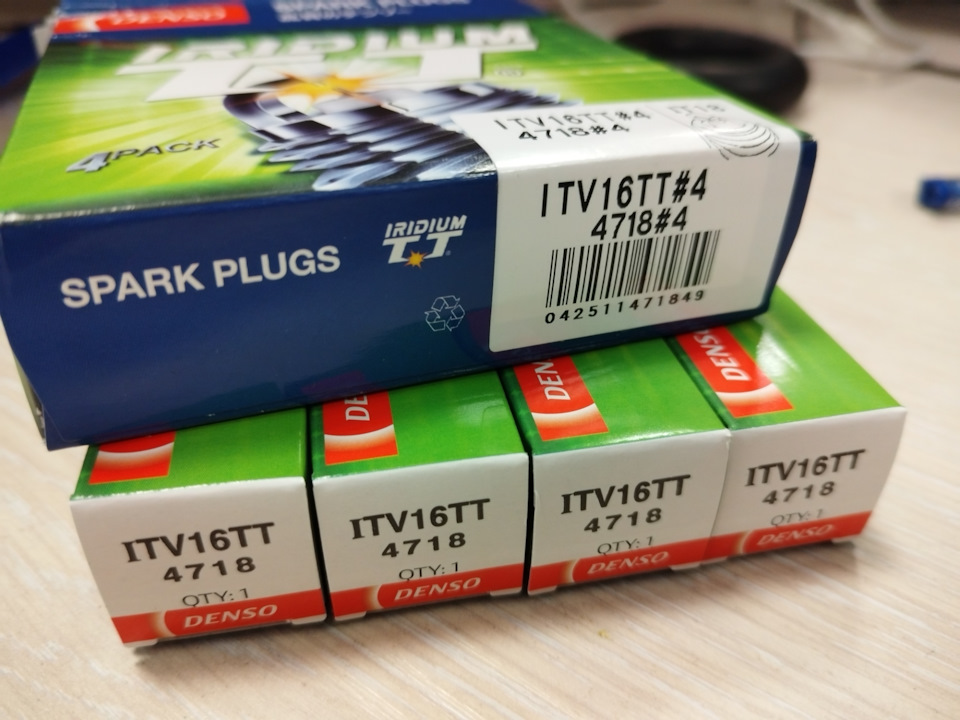 DENSO
SPARK PLUGS
IRIDIUM
TT
4PACK
ITV16TT#4
4718#4
ITV16TT#4
4718#4
042511471849
SPARK PLUGS
IRIDIUM
TT
DENSO
ITV16TT
4718
QTY: 1
DENSO
ITV16TT
4718
QTY: 1
DENSO
ITV16TT
4718
QTY: 1
DENSO
ITV16TT
4718
QTY: 1
DENSO